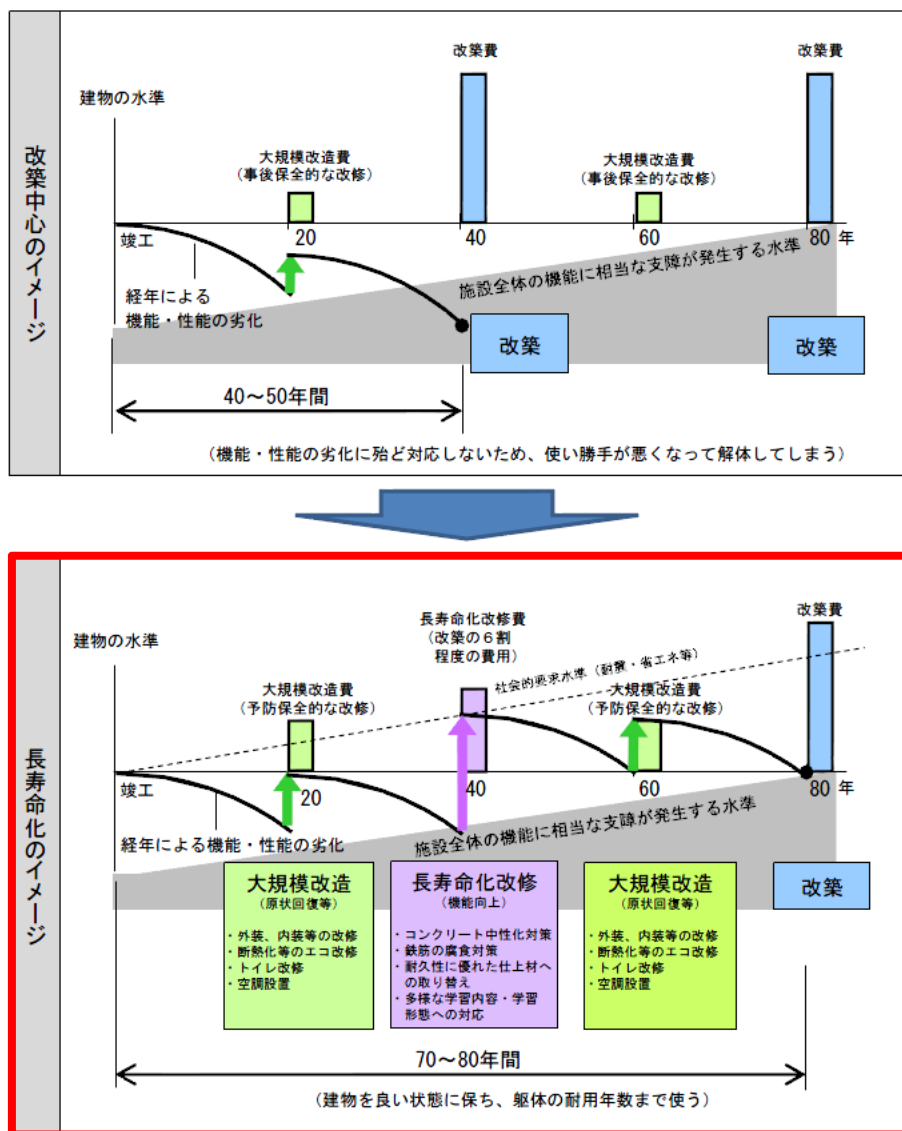 改築中心のイメージ
建物の水準
改築費
改築費
大規模改造費
(事後保全的な改修)
大規模改造費
(事後保全的な改修)
竣工
20
40
60
80 年
経年による
機能・性能の劣化
施設全体の機能に相当な支障が発生する水準
改築
改築
40～50年間
(機能・性能の劣化に殆ど対応しないため、使い勝手が悪くなって解体してしまう)
長寿命化のイメージ
建物の水準
長寿命化改修費
(改築の6割
程度の費用)
改築費
社会的要求水準(耐震・省エネ等)
大規模改造費
(予防保全的な改修)
大規模改造費
(予防保全的な改修)
竣工
20
40
60
80 年
経年による機能・性能の劣化
施設全体の機能に相当な支障が発生する水準
大規模改造
(原状回復等)
・外装、内装等の改修
・断熱化等のエコ改修
・トイレ改修
・空調設置
長寿命化改修
(機能向上)
・コンクリート中性化対策
・鉄筋の腐食対策
・耐久性に優れた仕上材へ
の取り替え
・多様な学習内容・学習
形態への対応
大規模改造
(原状回復等)
・外装、内装等の改修
・断熱化等のエコ改修
・トイレ改修
・空調設置
改築
70～80年間
(建物を良い状態に保ち、躯体の耐用年数まで使う)